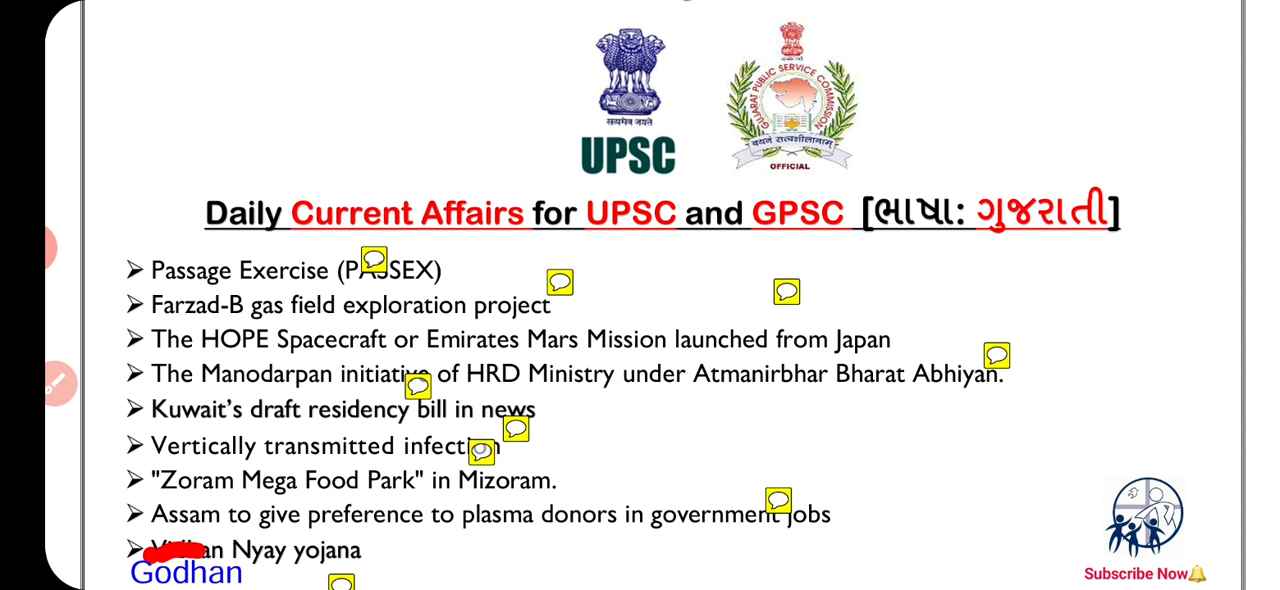 सत्यमेव जयते
UPSC
GUJARAT PUBLIC SERVICE COMMISSION
OFFICIAL
Daily Current Affairs for UPSC and GPSC [ભાષા: ગુજરાતી]
➢ Passage Exercise (PASSEX)
➢ Farzad-B gas field exploration project
➢ The HOPE Spacecraft or Emirates Mars Mission launched from Japan
➢ The Manodarpan initiative of HRD Ministry under Atmanirbhar Bharat Abhiyan.
➢ Kuwait's draft residency bill in news
➢ Vertically transmitted infection
➢ "Zoram Mega Food Park" in Mizoram.
➢ Assam to give preference to plasma donors in government jobs
➢ Nyay yojana
Godhan
Subscribe Now🔔